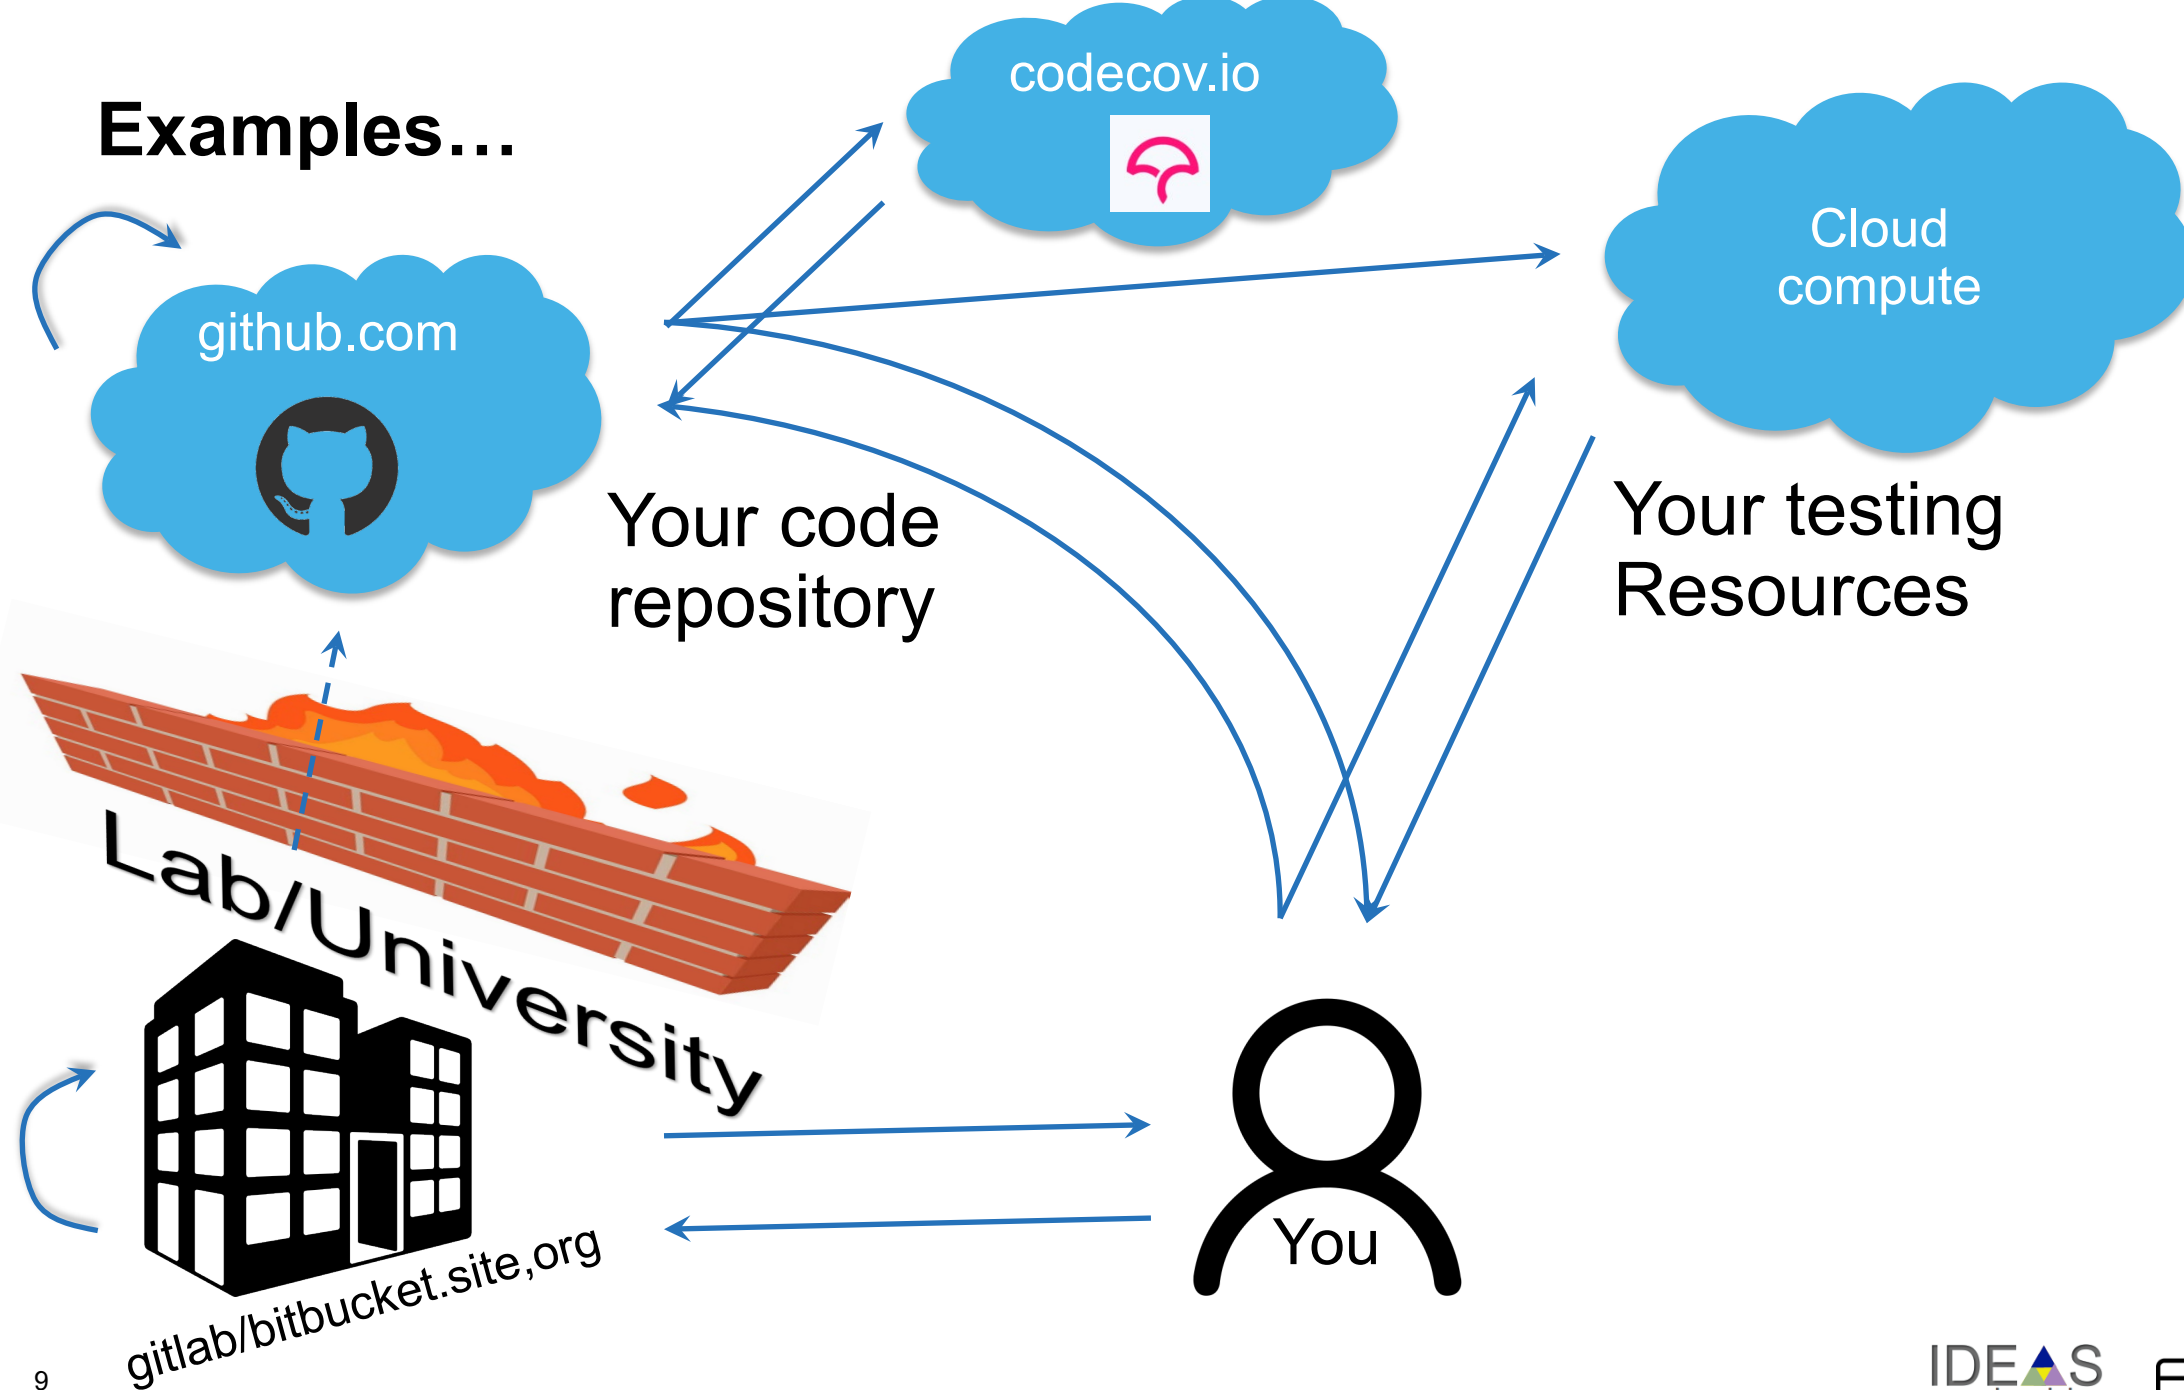 Examples…
codecov.io
Cloud
compute
github.com
Your code
repository
Your testing
Resources
Lab/University
You
gitlab/bitbucket.site,org
9
IDEAS